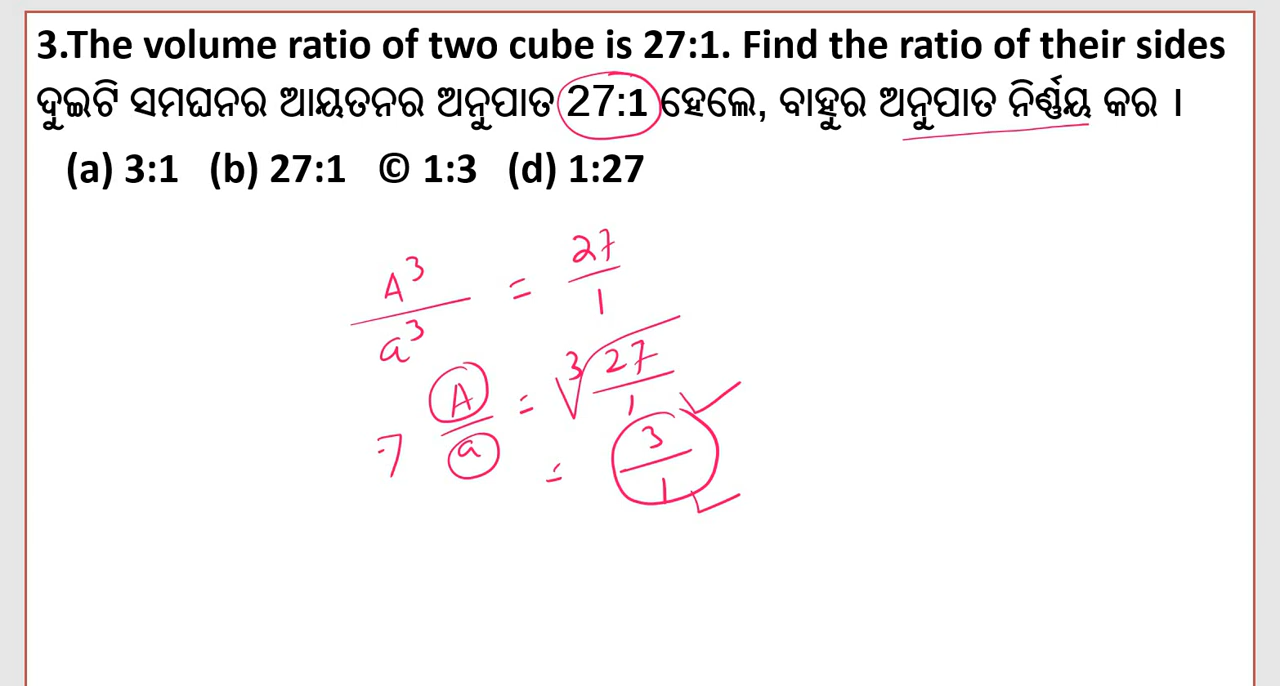 3.The volume ratio of two cube is 27:1. Find the ratio of their sides
ଦୁଇଟି ସମଘନର ଆୟତନର ଅନୁପାତ 27:1 ହେଲେ, ବାହୁର ଅନୁପାତ ନିର୍ଣ୍ଣୟ କର ।
(a) 3:1 (b) 27:1 © 1:3 (d) 1:27
A³/a³ = 27/1
⇒ A/a = ∛27/1
= 3/1